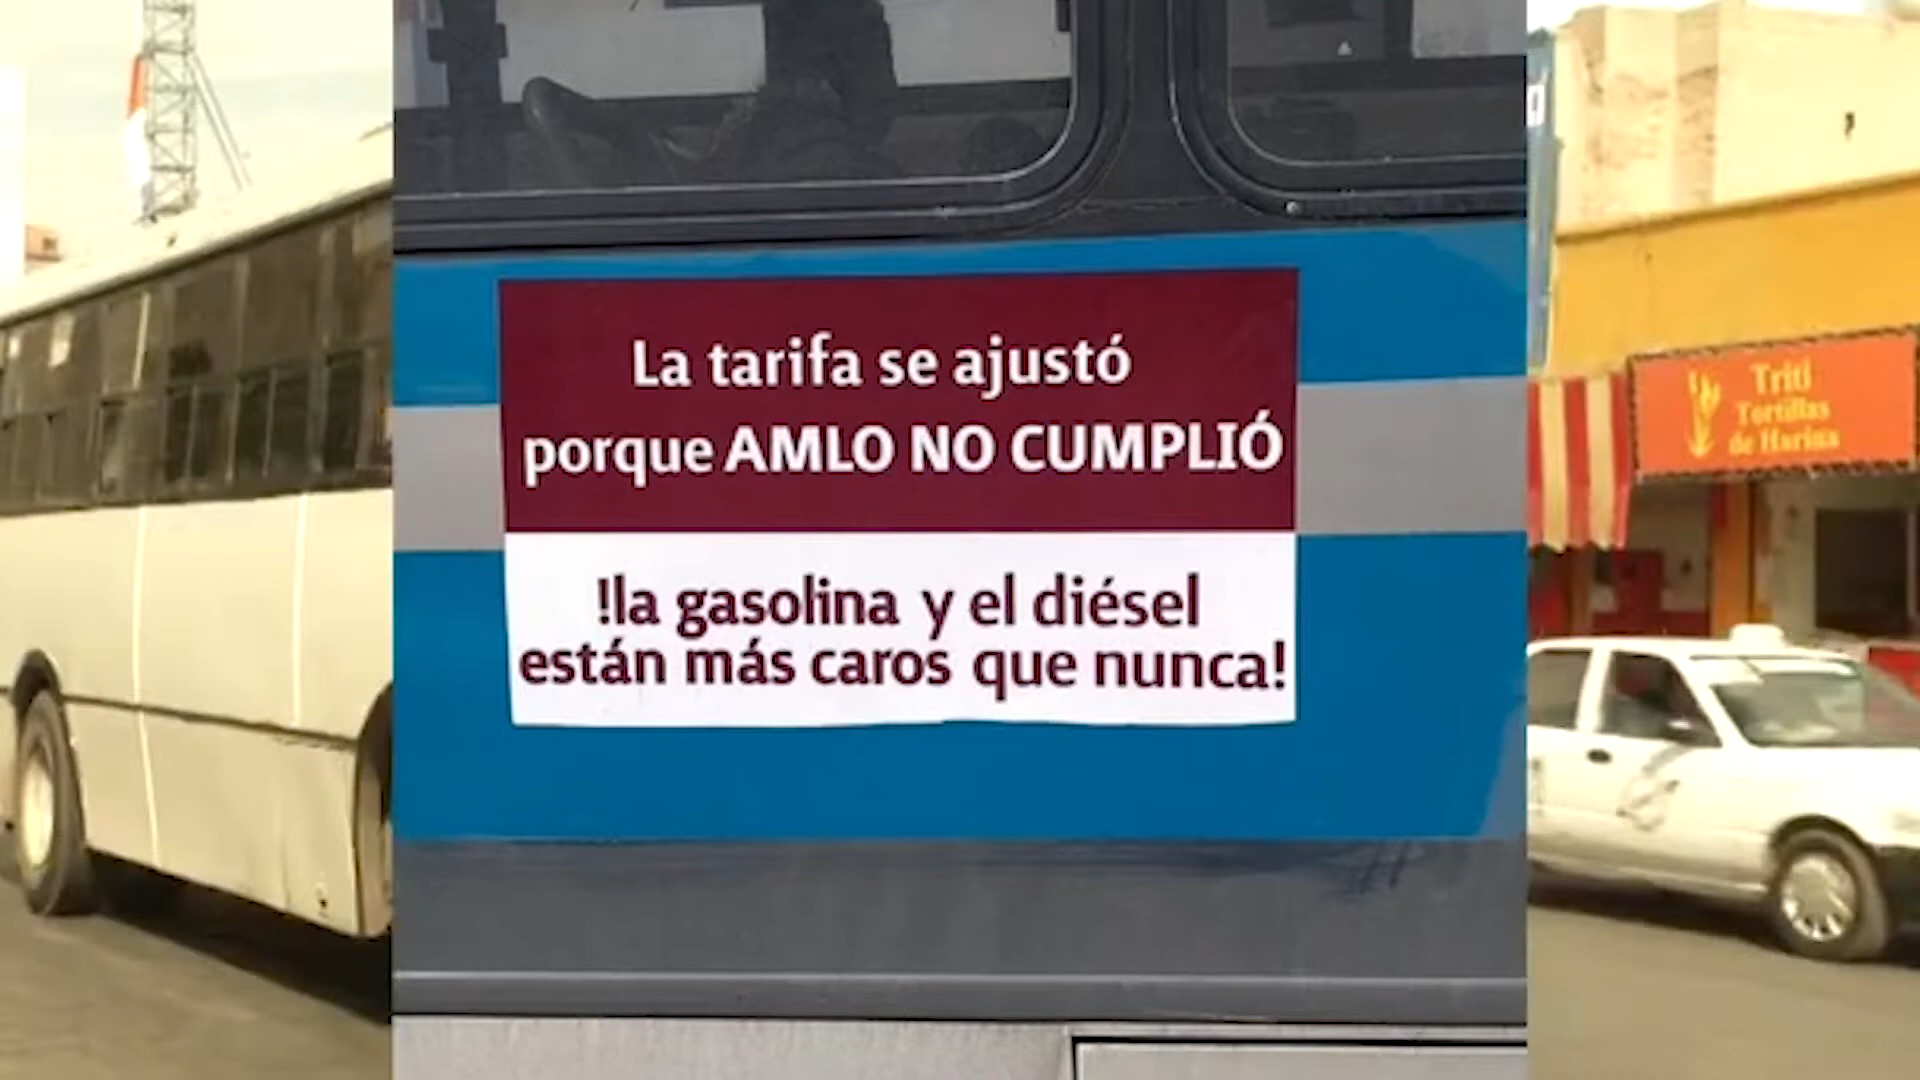 La tarifa se ajustó
porque AMLO NO CUMPLIÓ
!la gasolina y el diésel
están más caros que nunca!
Triti
Tortillas
de Harina